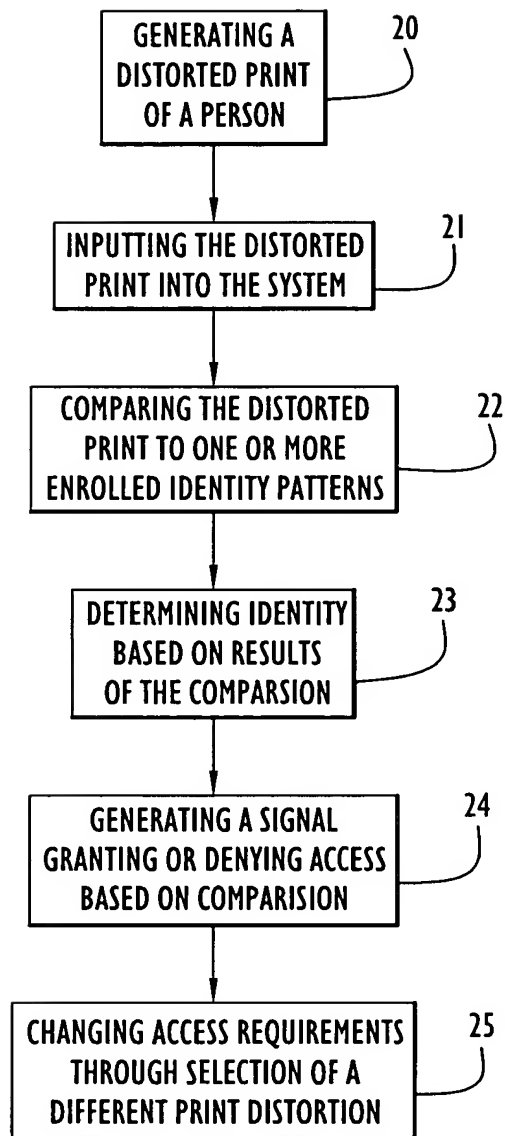 GENERATING A
DISTORTED PRINT
OF A PERSON
20
INPUTTING THE DISTORTED
PRINT INTO THE SYSTEM
21
COMPARING THE DISTORTED
PRINT TO ONE OR MORE
ENROLLED IDENTITY PATTERNS
22
DETERMINING IDENTITY
BASED ON RESULTS
OF THE COMPARSION
23
GENERATING A SIGNAL
GRANTING OR DENYING ACCESS
BASED ON COMPARISION
24
CHANGING ACCESS REQUIREMENTS
THROUGH SELECTION OF A
DIFFERENT PRINT DISTORTION
25